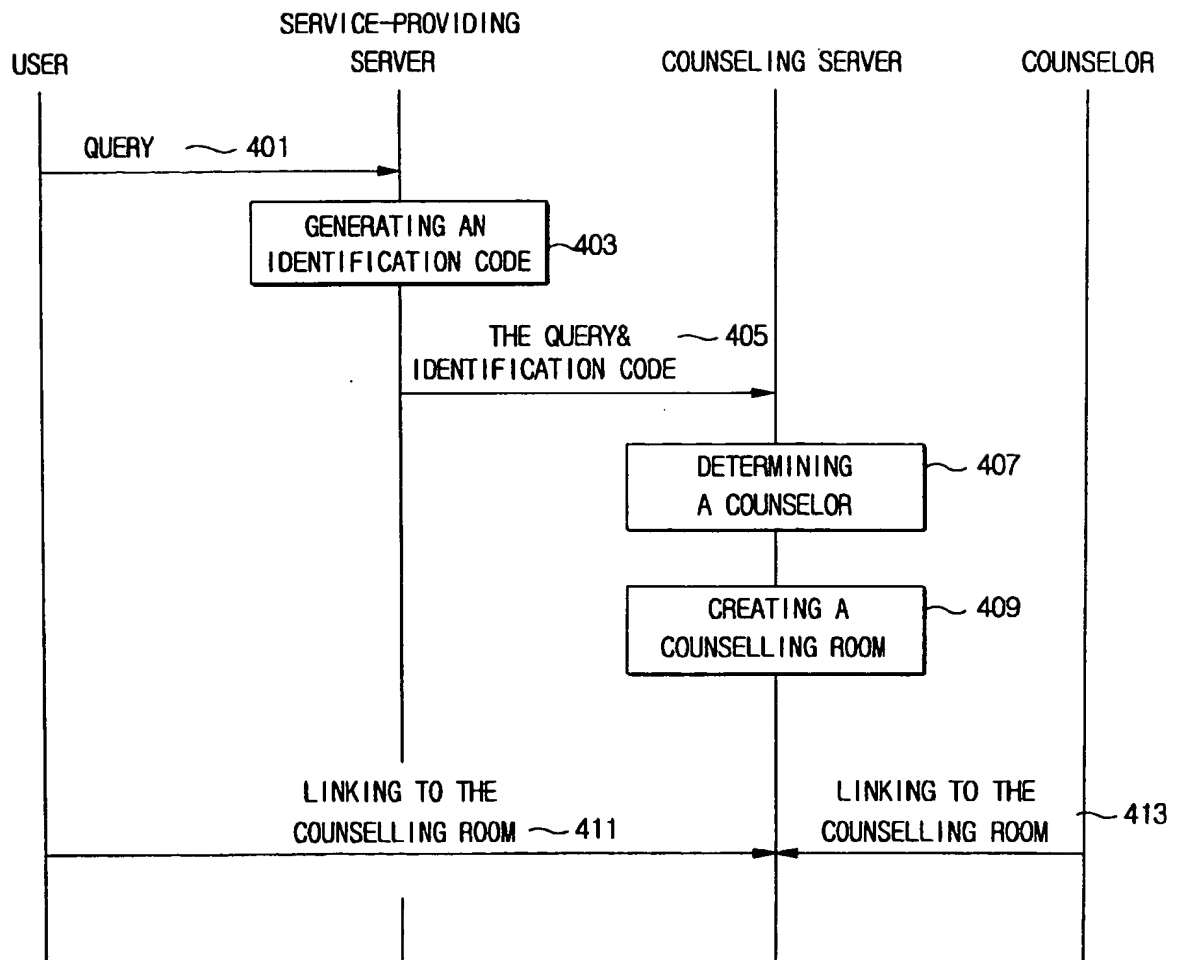 USER
SERVICE-PROVIDING
SERVER
COUNSELING SERVER
COUNSELOR
QUERY 401
GENERATING AN
IDENTIFICATION CODE
403
THE QUERY&
IDENTIFICATION CODE
405
DETERMINING
A COUNSELOR
407
CREATING A
COUNSELLING ROOM
409
LINKING TO THE
COUNSELLING ROOM 411
LINKING TO THE
COUNSELLING ROOM
413